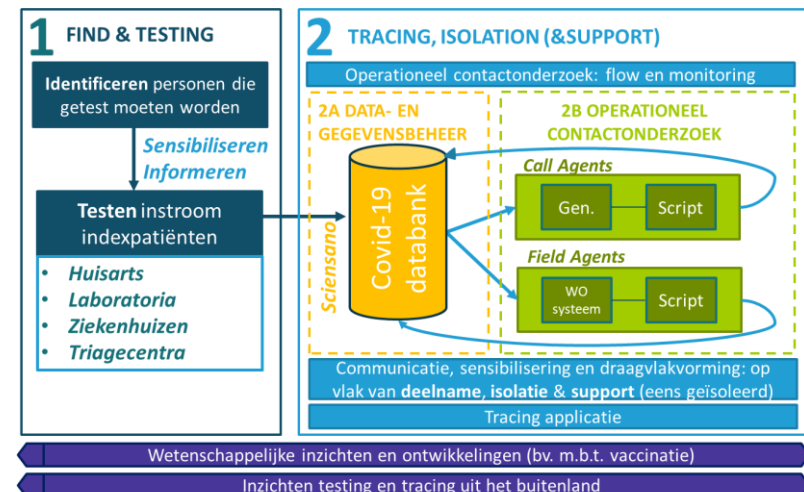 1 FIND & TESTING
Identificeren personen die
getest moeten worden
Sensibiliseren
Informeren
Testen instroom
indexpatiënten
• Huisarts
• Laboratoria
• Ziekenhuizen
• Triagecentra
2 TRACING, ISOLATION (&SUPPORT)
Operationeel contactonderzoek: flow en monitoring
2A DATA- EN
GEGEVENSBEHEER
Sciensano
Covid-19
databank
2B OPERATIONEEL
CONTACTONDERZOEK
Call Agents
Gen.
Script
Field Agents
WO
systeem
Script
Communicatie, sensibilisering en draagvlakvorming: op
vlak van deelname, isolatie & support (eens geïsoleerd)
Tracing applicatie
Wetenschappelijke inzichten en ontwikkelingen (bv. m.b.t. vaccinatie)
Inzichten testing en tracing uit het buitenland